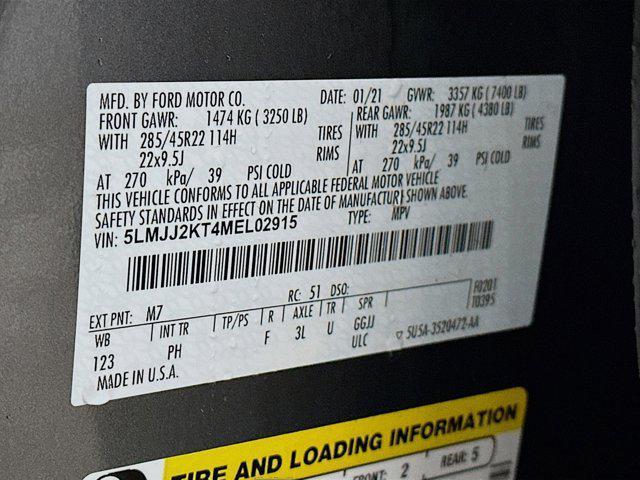 MFD. BY FORD MOTOR CO. DATE: 01/21 GVWR: 3357 KG ( 7400 LB)
FRONT GAWR: 1474 KG ( 3250 LB) REAR GAWR: 1987 KG ( 4380 LB)
WITH 285/45R22 114H TIRES WITH 285/45R22 114H TIRES
22x9.5J RIMS 22x9.5J RIMS
AT 270 kPa/ 39 PSI COLD AT 270 kPa/ 39 PSI COLD
THIS VEHICLE CONFORMS TO ALL APPLICABLE FEDERAL MOTOR VEHICLE
SAFETY STANDARDS IN EFFECT ON THE DATE OF MANUFACTURE SHOWN ABOVE.
VIN: 5LMJJ2KT4MEL02915 TYPE: MPV
EXT PNT: M7 RC: 51 DSO: F0201
WB INT TR TP/PS R AXLE TR SPR T0395
123 PH F 3L U GGJJ
ULC 5U5A-3520472-AA
MADE IN U.S.A.
TIRE AND LOADING INFORMATION
FRONT: 2 REAR: 5